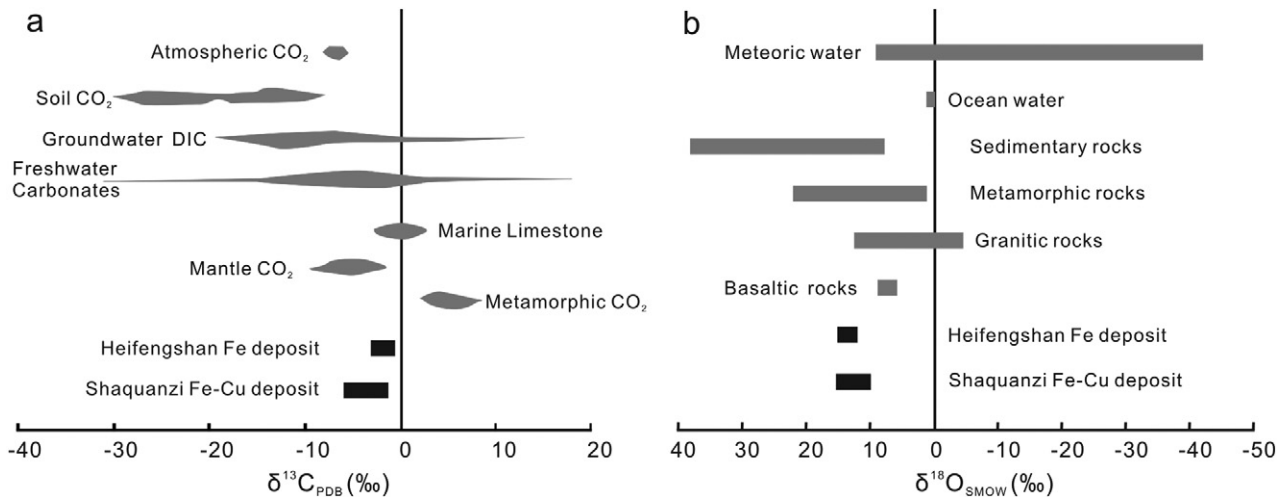 a
Atmospheric CO₂
Soil CO₂
Groundwater DIC
Freshwater
Carbonates
Marine Limestone
Mantle CO₂
Metamorphic CO₂
Heifengshan Fe deposit
Shaquanzi Fe-Cu deposit
-40 -30 -20 -10 0 10 20
δ¹³C_PDB (‰)
b
Meteoric water
Ocean water
Sedimentary rocks
Metamorphic rocks
Granitic rocks
Basaltic rocks
Heifengshan Fe deposit
Shaquanzi Fe-Cu deposit
40 30 20 10 0 -10 -20 -30 -40 -50
δ¹⁸O_SMOW (‰)